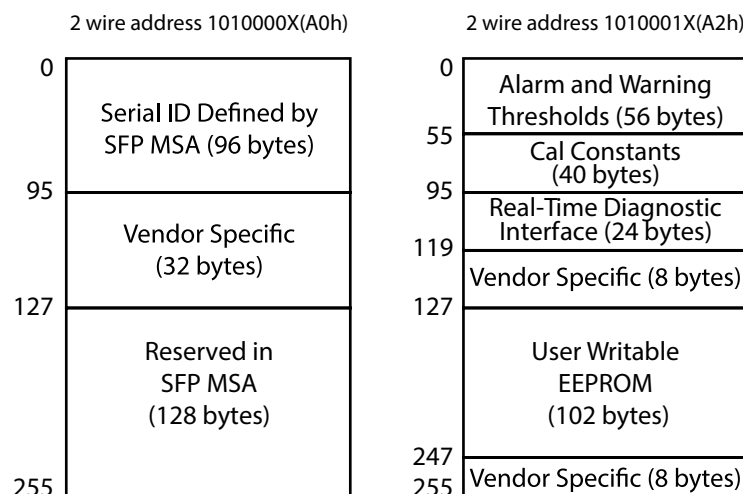 2 wire address 1010000X(A0h)
0
Serial ID Defined by
SFP MSA (96 bytes)
95
Vendor Specific
(32 bytes)
127
Reserved in
SFP MSA
(128 bytes)
255
2 wire address 1010001X(A2h)
0
Alarm and Warning
Thresholds (56 bytes)
55
Cal Constants
(40 bytes)
95
Real-Time Diagnostic
Interface (24 bytes)
119
Vendor Specific (8 bytes)
127
User Writable
EEPROM
(102 bytes)
247
Vendor Specific (8 bytes)
255